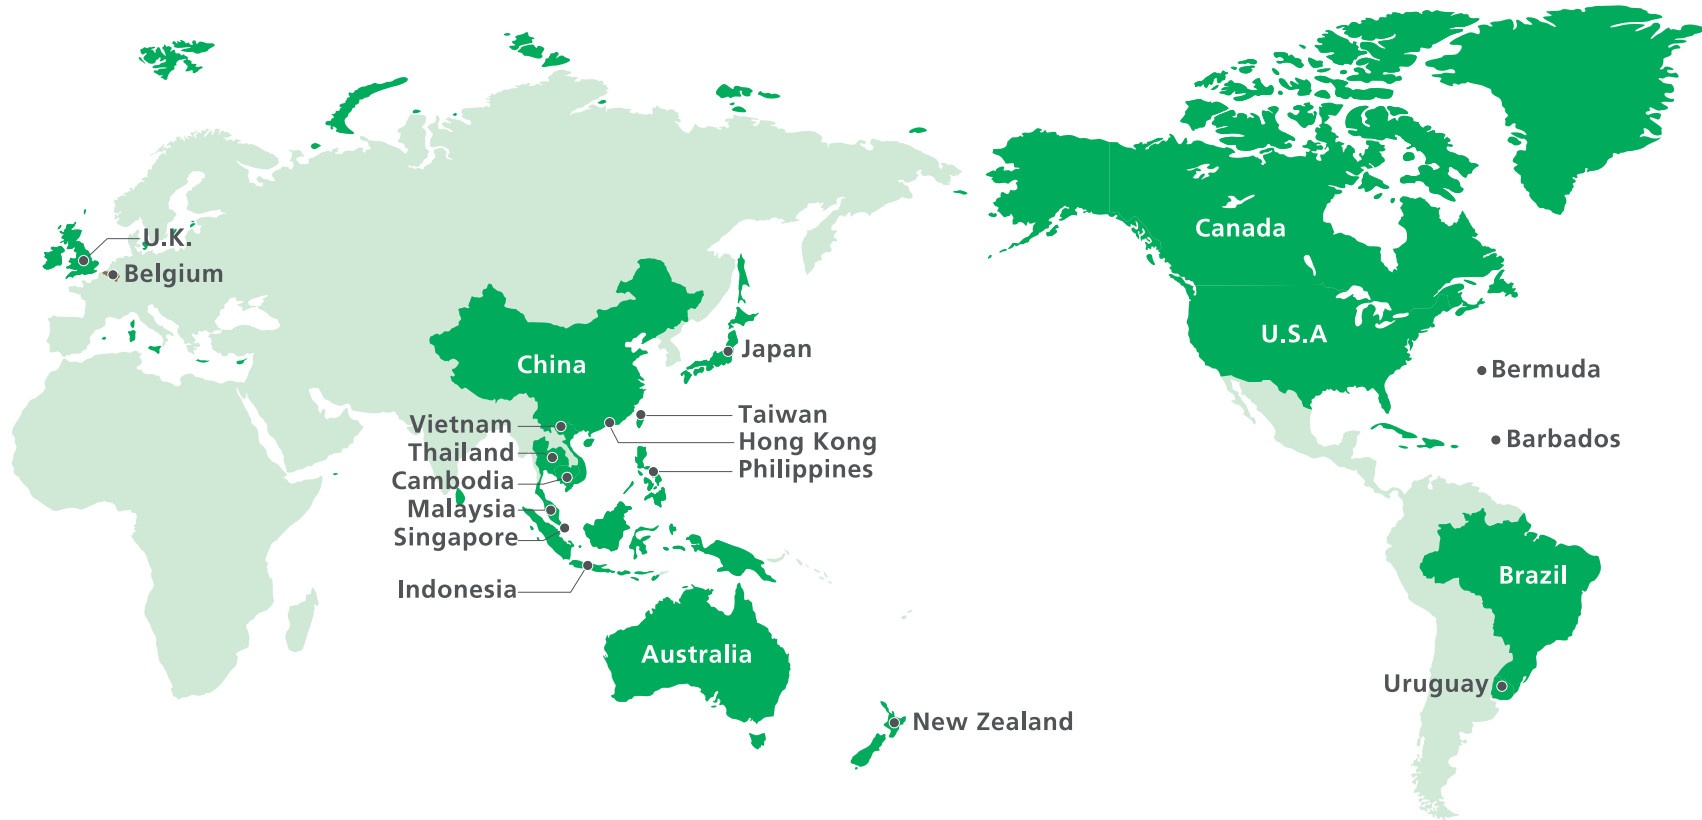 U.K.
Belgium
China
Japan
Vietnam
Thailand
Cambodia
Malaysia
Singapore
Indonesia
Taiwan
Hong Kong
Philippines
Australia
New Zealand
Canada
U.S.A
Bermuda
Barbados
Brazil
Uruguay